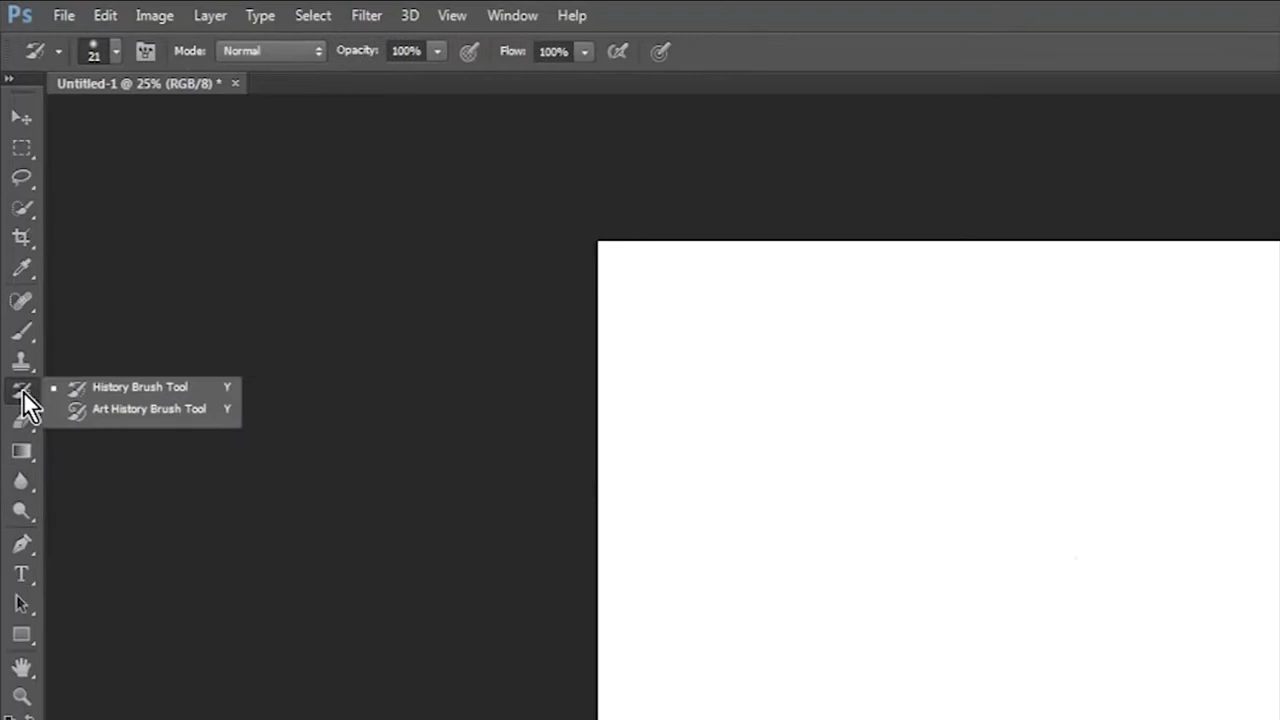 Ps File Edit Image Layer Type Select Filter 3D View Window Help
21 Mode: Normal Opacity: 100% Flow: 100%
Untitled-1 @ 25% (RGB/8) * ×
History Brush Tool Y
Art History Brush Tool Y
T